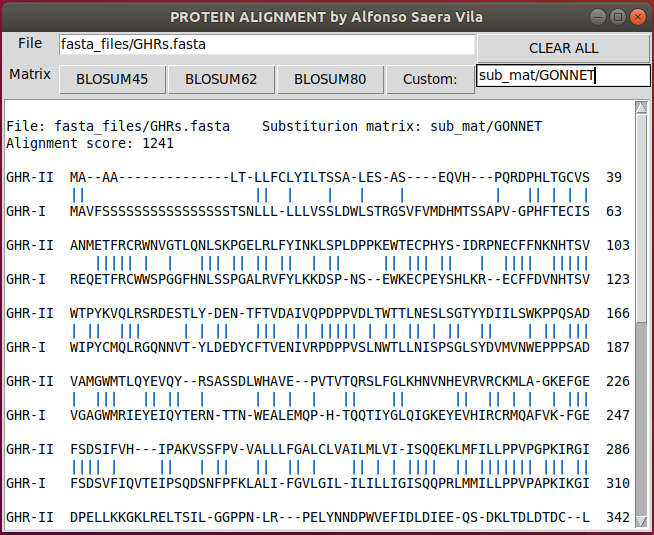 PROTEIN ALIGNMENT by Alfonso Saera Vila
File fasta_files/GHRs.fasta CLEAR ALL
Matrix BLOSUM45 BLOSUM62 BLOSUM80 Custom: sub_mat/GONNET
File: fasta_files/GHRs.fasta    Substiturion matrix: sub_mat/GONNET
Alignment score: 1241
GHR-II  MA--AA--------------LT-LLFCLYILTSSA-LES-AS----EQVH---PQRDPHLTGCVS  39
GHR-I   MAVFSSSSSSSSSSSSSSSSTSNLLL-LLLVSSLDWLSTRGSVFVMDHMTSSAPV-GPHFTECIS  63
GHR-II  ANMETFRCRWNVGTLQNLSKPGELRLFYINKLSPLDPPKEWTECPHYS-IDRPNECFFNKNHTSV  103
GHR-I   REQETFRCWWSPGGFHNLSSPGALRVFYLKKDSP-NS--EWKECPEYSHLKR--ECFFDVNHTSV  123
GHR-II  WTPYKVQLRSRDESTLY-DEN-TFTVDAIVQPDPPVDLTWTTLNESLSGTYYDIILSWKPPQSAD  166
GHR-I   WIPYCMQLRGQNNVT-YLDEDYCFTVENIVRPDPPVSLNWTLLNISPSGLSYDVMVNWEPPPSAD  187
GHR-II  VAMGWMTLQYEVQY--RSASSDLWHAVE--PVTVTQRSLFGLKHNVNHEVRVRCKMLA-GKEFGE  226
GHR-I   VGAGWMRIEYEIQYTERN-TTN-WEALEMQP-H-TQQTIYGLQIGKEYEVHIRCRMQAFVK-FGE  247
GHR-II  FSDSIFVH---IPAKVSSFPV-VALLLFGALCLVAILMLVI-ISQQEKLMFILLPPVPGPKIRGI  286
GHR-I   FSDSVFIQVTEIPSQDSNFPFKLALI-FGVLGIL-ILILLIGISQQPRLMMILLPPVPAPKIKGI  310
GHR-II  DPELLKKGKLRELTSIL-GGPPNL-LR---PELYNNDPWVEFIDLDIEE-QS-DKLTDLDTDC--L  342